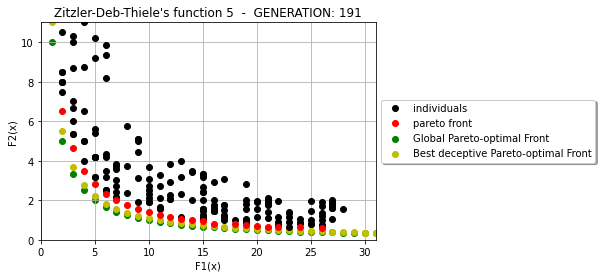 Zitzler-Deb-Thiele's function 5  -  GENERATION: 191
F2(x)
10
8
6
4
2
0
0 5 10 15 20 25 30
F1(x)
individuals
pareto front
Global Pareto-optimal Front
Best deceptive Pareto-optimal Front